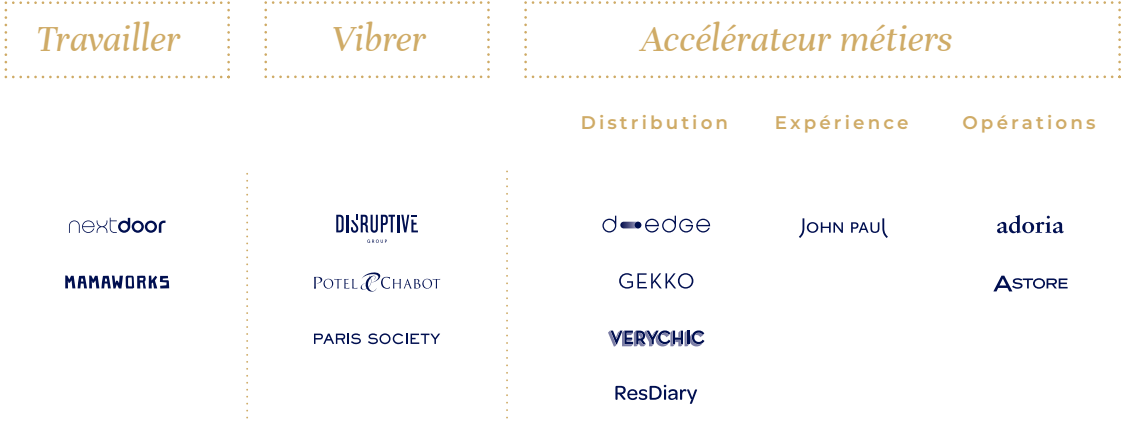 Travailler
Vibrer
Accélérateur métiers
Distribution
Expérience
Opérations
nextdoor
MAMAWORKS
DISRUPTIVE
GROUP
POTEL & CHABOT
PARIS SOCIETY
d-edge
GEKKO
VERYCHIC
ResDiary
JOHN PAUL
adoria
ASTORE